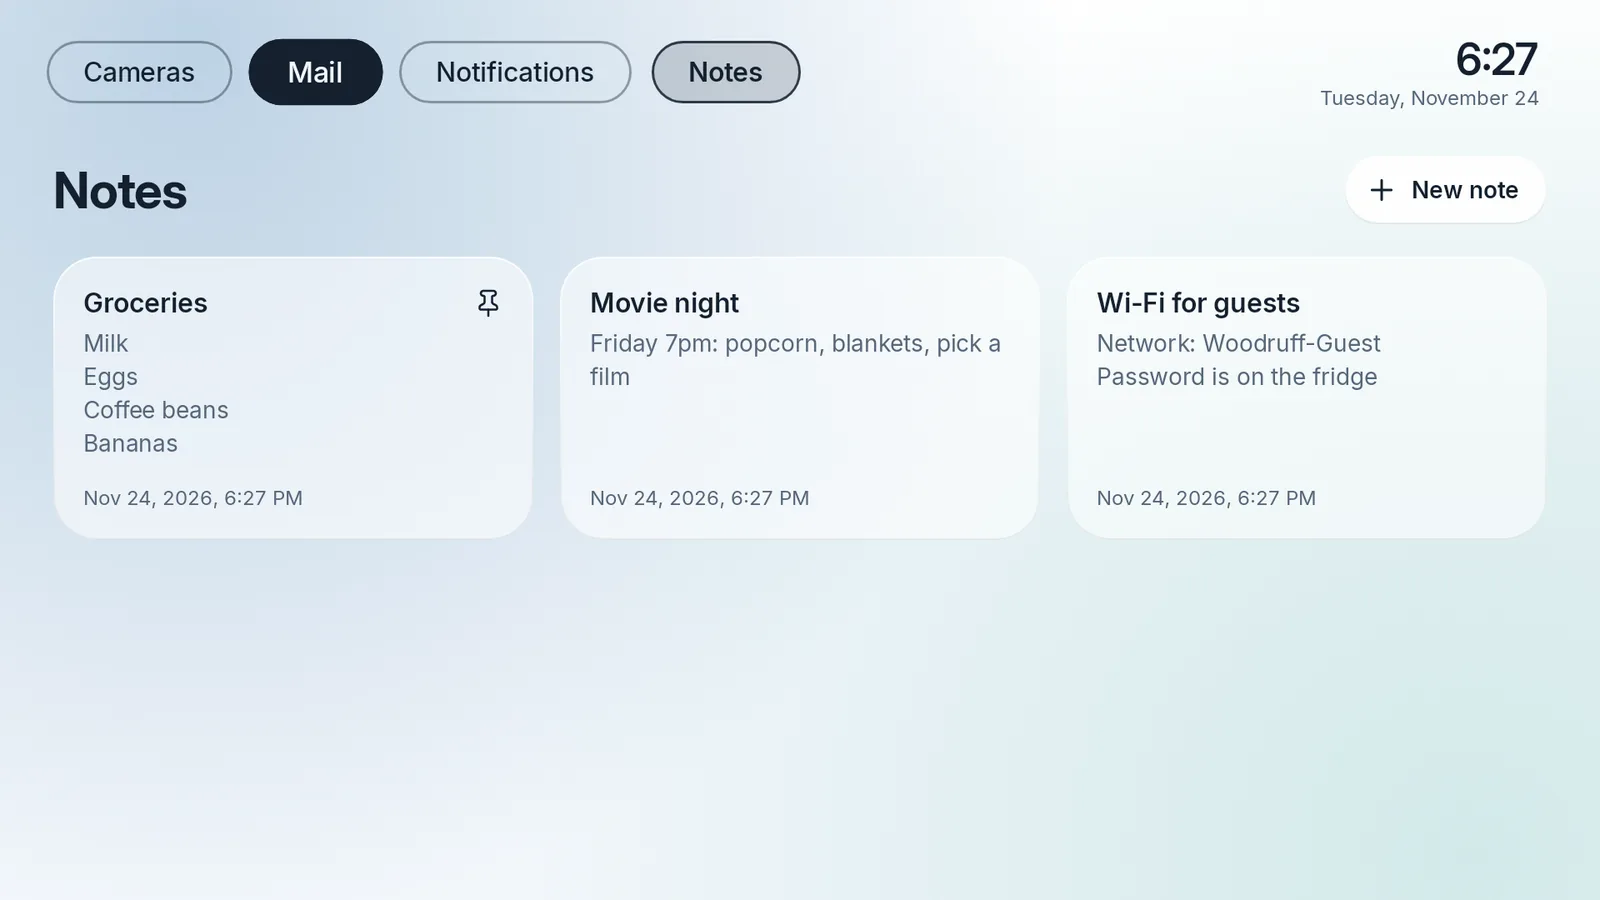 Cameras
Mail
Notifications
Notes
6:27
Tuesday, November 24
Notes
New note
Groceries
Milk
Eggs
Coffee beans
Bananas
Nov 24, 2026, 6:27 PM
Movie night
Friday 7pm: popcorn, blankets, pick a
film
Nov 24, 2026, 6:27 PM
Wi-Fi for guests
Network: Woodruff-Guest
Password is on the fridge
Nov 24, 2026, 6:27 PM